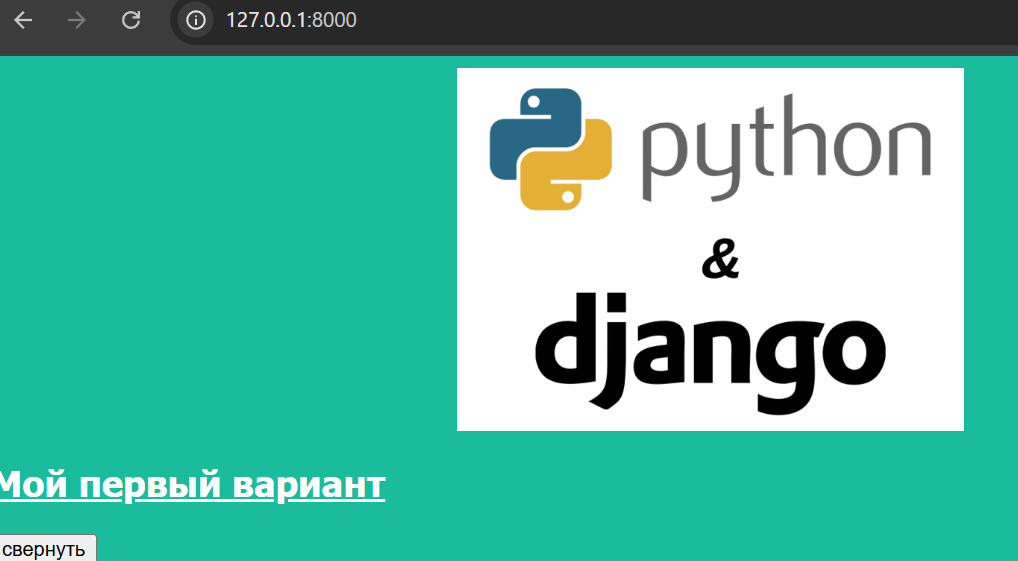 127.0.0.1:8000
python
&
django
Мой первый вариант
свернуть